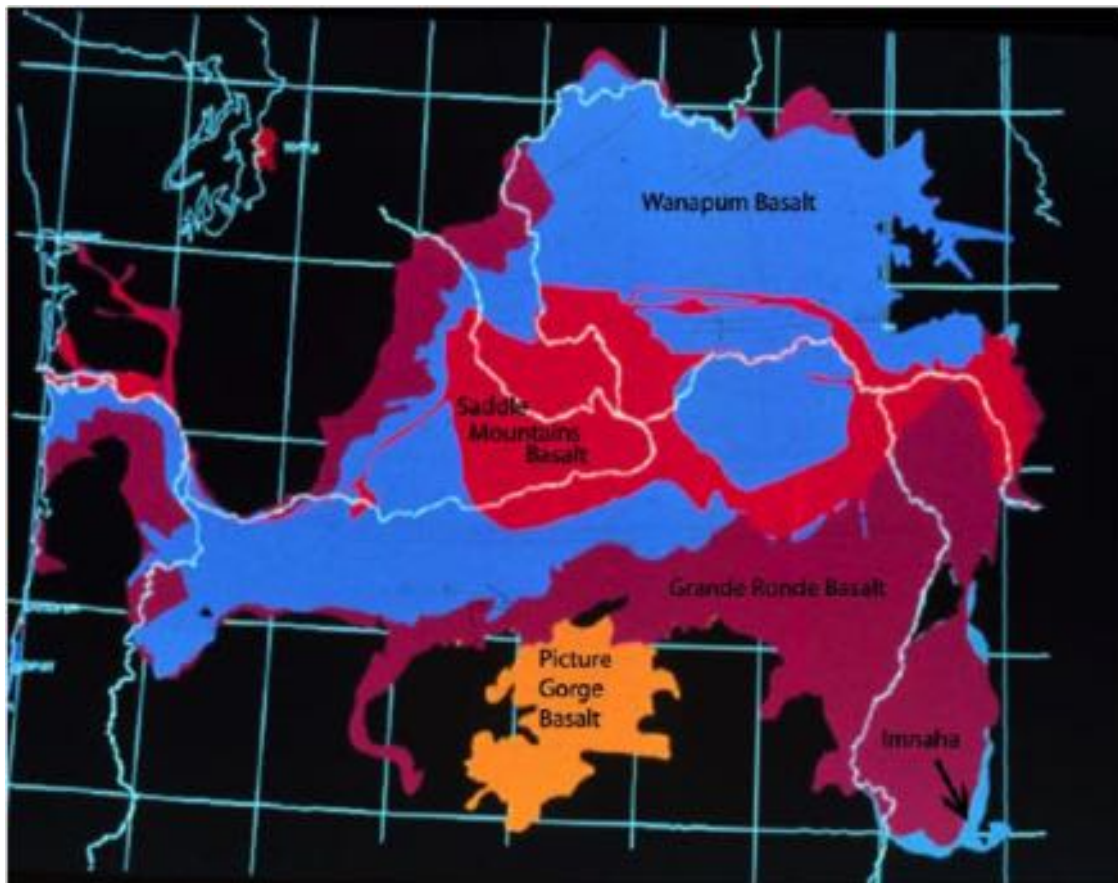 Wanapum Basalt
Saddle
Mountains
Basalt
Grande Ronde Basalt
Picture
Gorge
Basalt
Imnaha